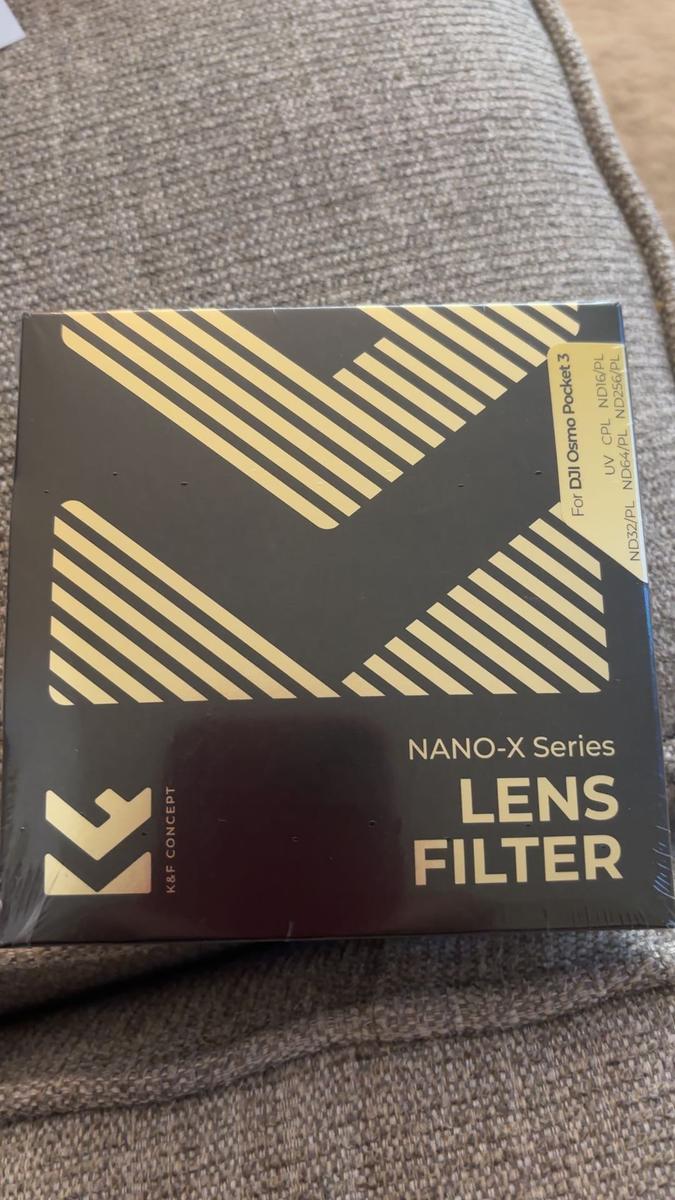 For DJI Osmo Pocket 3
UV CPL ND16/PL
ND32/PL ND64/PL ND256/PL
NANO-X Series
LENS
FILTER
KF
K&F CONCEPT